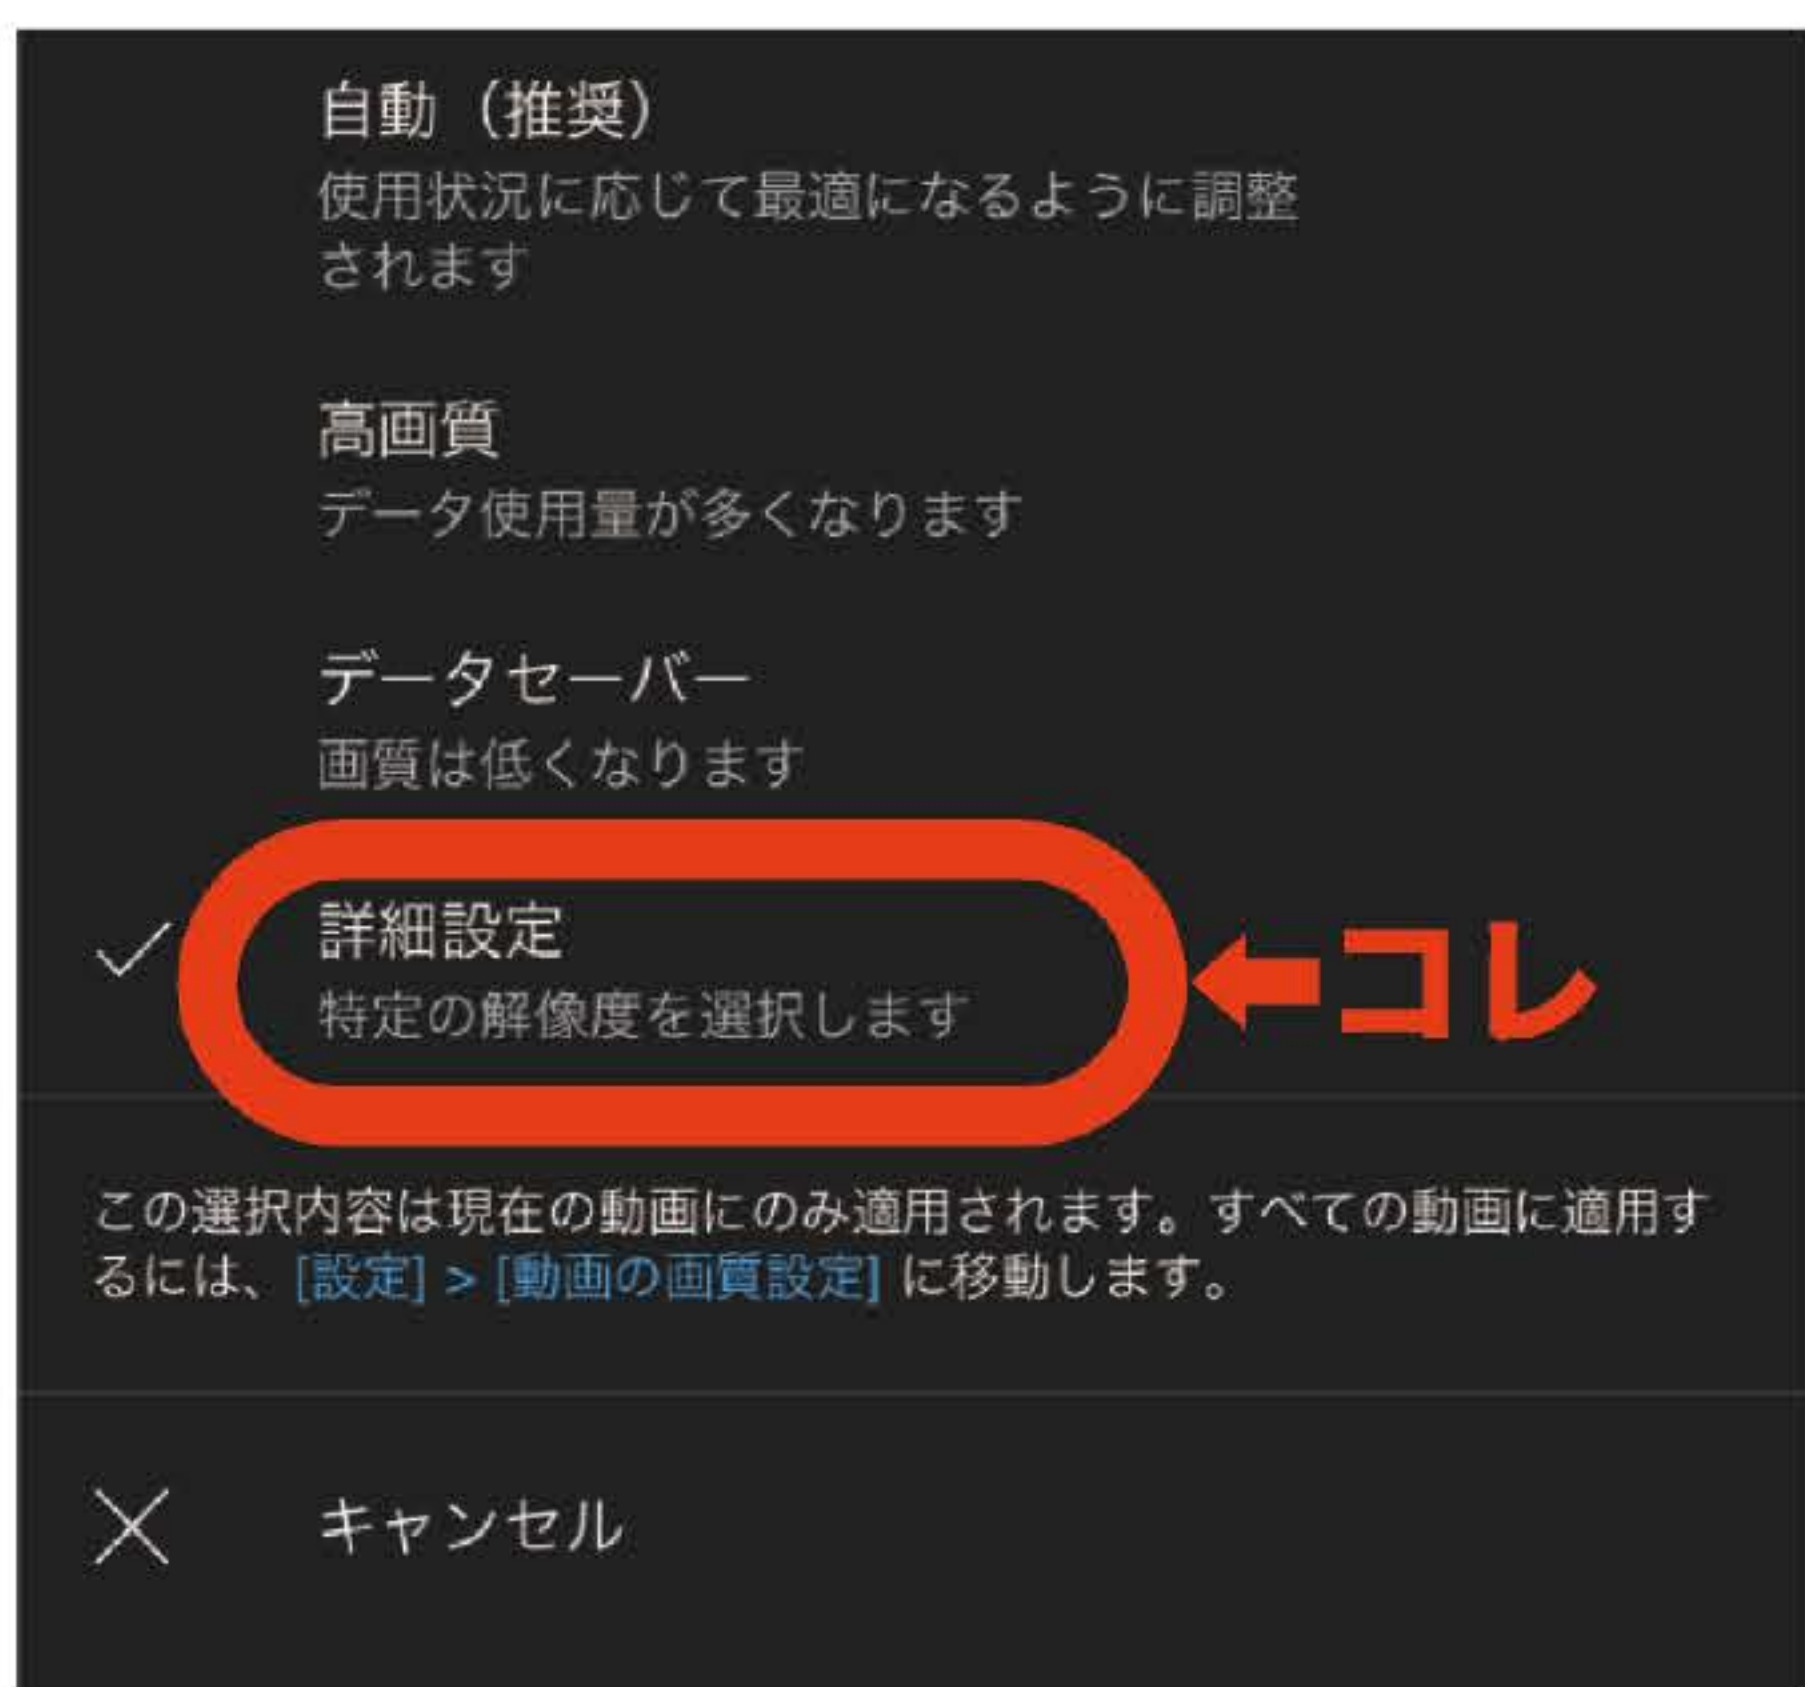 自動（推奨）
使用状況に応じて最適になるように調整
されます
高画質
データ使用量が多くなります
データセーバー
画質は低くなります
詳細設定
特定の解像度を選択します
←コレ
この選択内容は現在の動画にのみ適用されます。すべての動画に適用す
るには、[設定] > [動画の画質設定] に移動します。
キャンセル